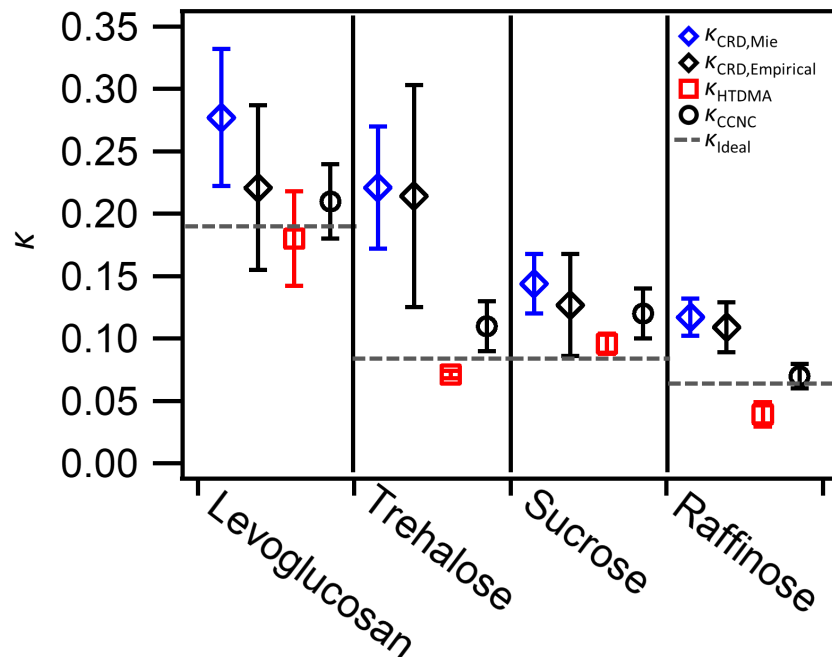 0.35
0.30
0.25
0.20
0.15
0.10
0.05
0.00
κ
κCRD,Mie
κCRD,Empirical
κHTDMA
κCCNC
κIdeal
Levoglucosan
Trehalose
Sucrose
Raffinose